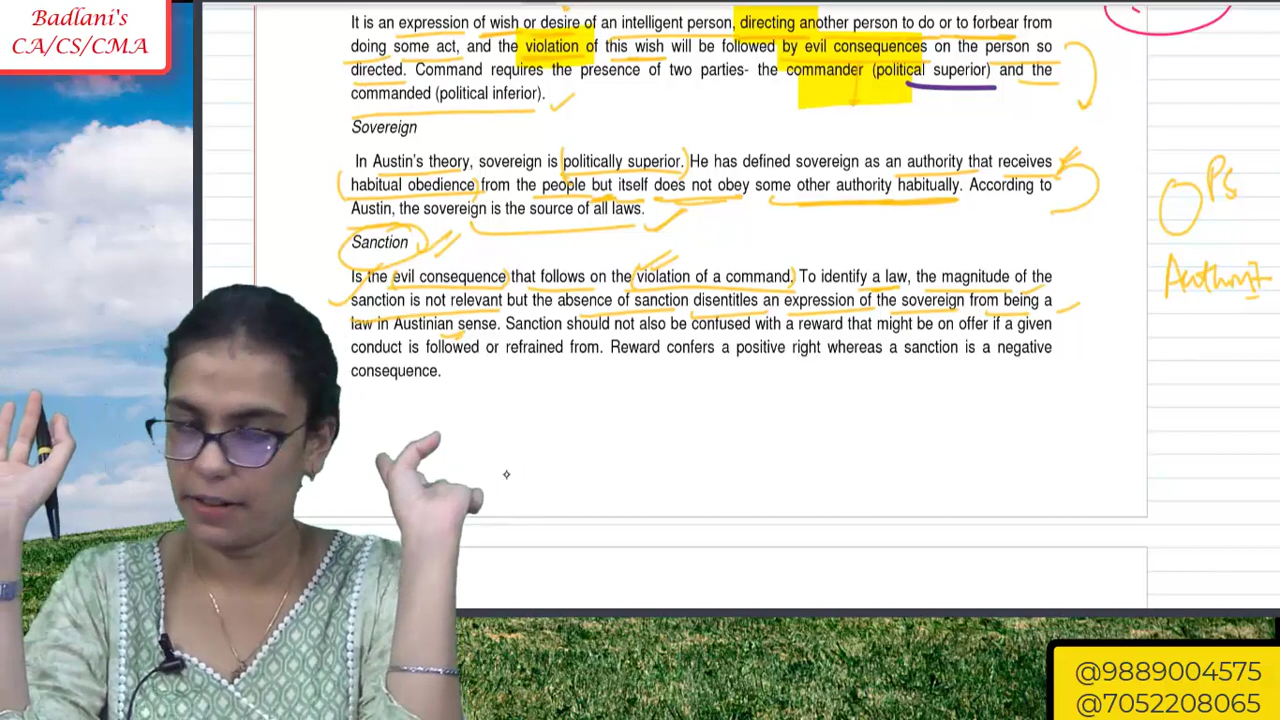 Badlani's
CA/CS/CMA
It is an expression of wish or desire of an intelligent person, directing another person to do or to forbear from
doing some act, and the violation of this wish will be followed by evil consequences on the person so
directed. Command requires the presence of two parties- the commander (political superior) and the
commanded (political inferior).
Sovereign
In Austin's theory, sovereign is politically superior. He has defined sovereign as an authority that receives
habitual obedience from the people but itself does not obey some other authority habitually. According to
Austin, the sovereign is the source of all laws.
Sanction
Is the evil consequence that follows on the violation of a command. To identify a law, the magnitude of the
sanction is not relevant but the absence of sanction disentitles an expression of the sovereign from being a
law in Austinian sense. Sanction should not also be confused with a reward that might be on offer if a given
conduct is followed or refrained from. Reward confers a positive right whereas a sanction is a negative
consequence.
PS
@9889004575
@7052208065